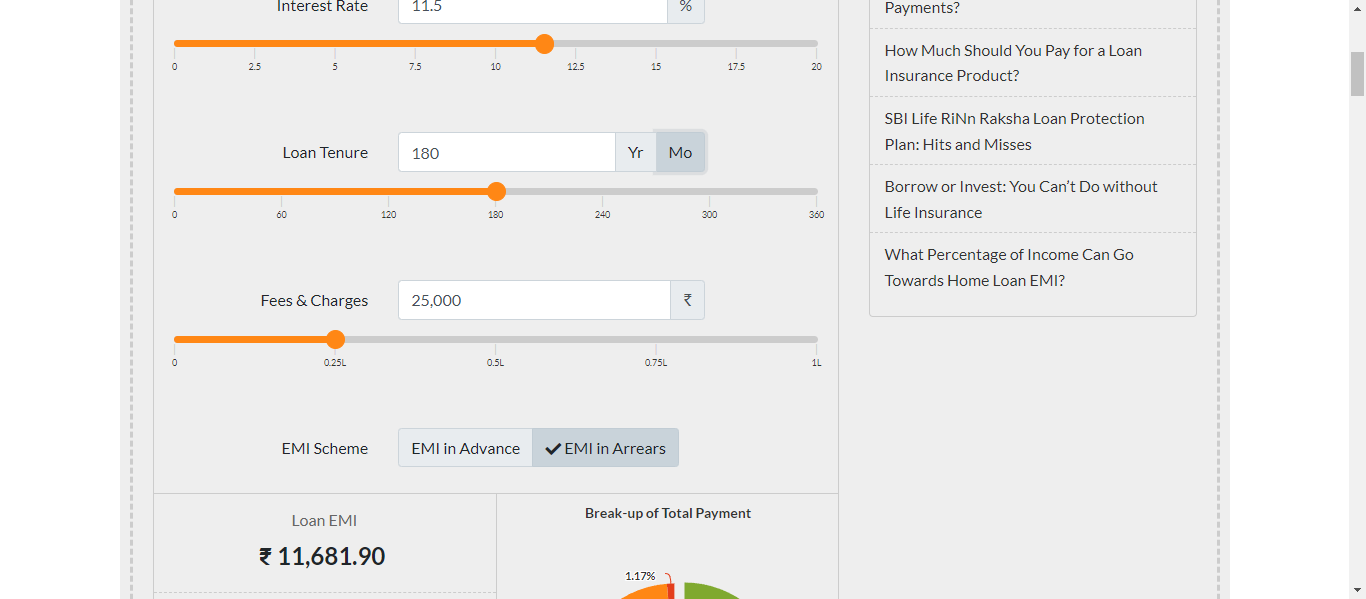 Interest Rate
11.5
%
0 2.5 5 7.5 10 12.5 15 17.5 20
Loan Tenure
180
Yr
Mo
0 60 120 180 240 300 360
Fees & Charges
25,000
₹
0 0.25L 0.5L 0.75L 1L
EMI Scheme
EMI in Advance
EMI in Arrears
Loan EMI
₹ 11,681.90
Break-up of Total Payment
1.17%
Payments?
How Much Should You Pay for a Loan
Insurance Product?
SBI Life RiNn Raksha Loan Protection
Plan: Hits and Misses
Borrow or Invest: You Can’t Do without
Life Insurance
What Percentage of Income Can Go
Towards Home Loan EMI?